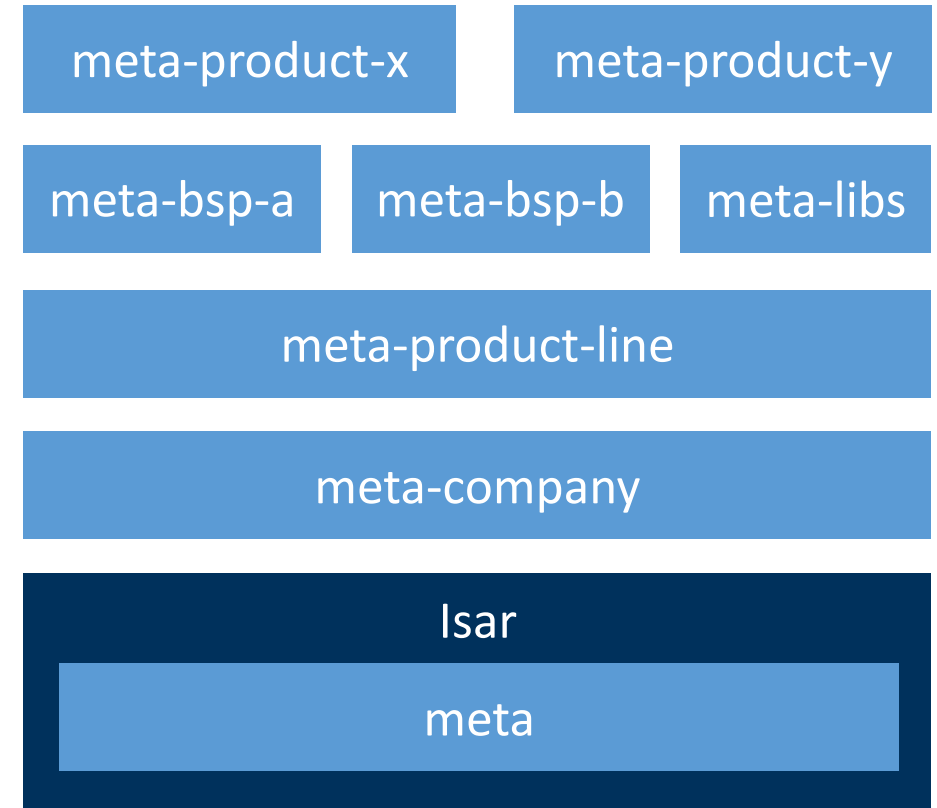 meta-product-x
meta-product-y
meta-bsp-a
meta-bsp-b
meta-libs
meta-product-line
meta-company
Isar
meta